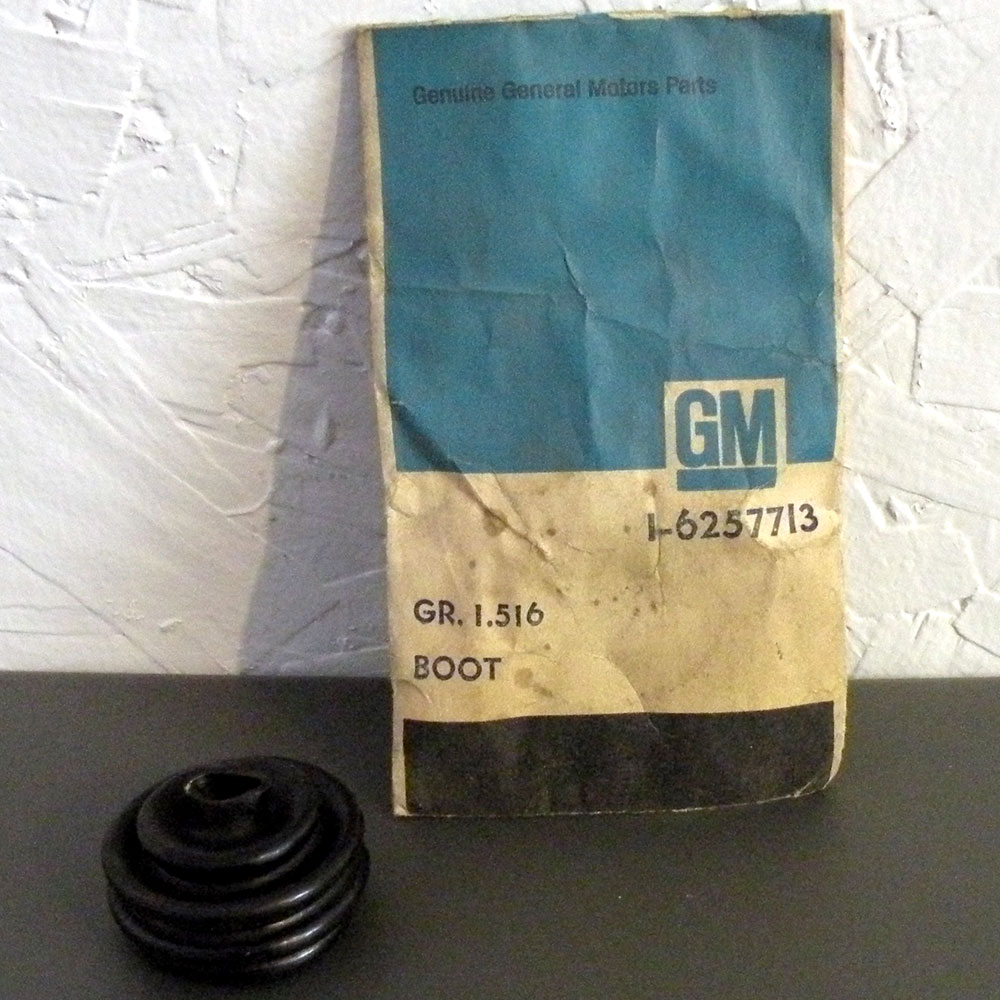 Genuine General Motors Parts
GM
1-6257713
GR. 1.516
BOOT